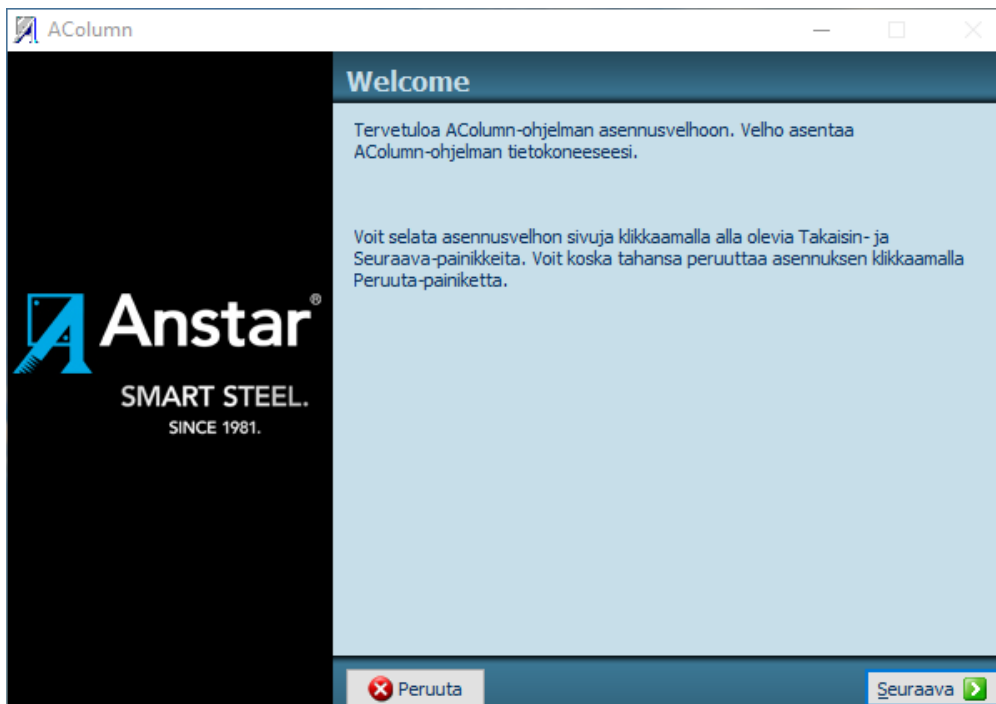 AColumn
Welcome
Tervetuloa AColumn-ohjelman asennusvelhoon. Velho asentaa
AColumn-ohjelman tietokoneeseesi.
Voit selata asennusvelhon sivuja klikkaamalla alla olevia Takaisin- ja
Seuraava-painikkeita. Voit koska tahansa peruuttaa asennuksen klikkaamalla
Peruuta-painiketta.
Anstar®
SMART STEEL.
SINCE 1981.
Peruuta
Seuraava